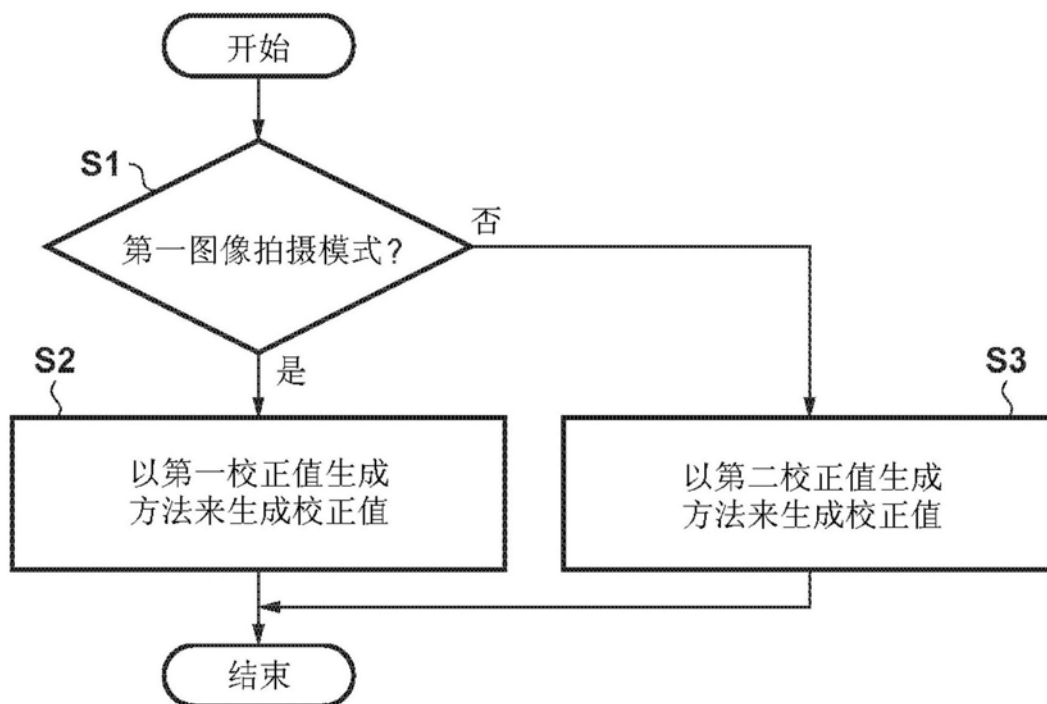 开始
S1
第一图像拍摄模式?
否
是
S2
以第一校正值生成
方法来生成校正值
S3
以第二校正值生成
方法来生成校正值
结束